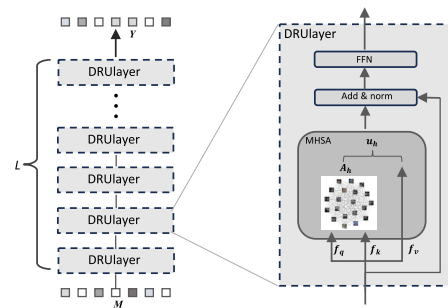 Y
DRUlayer
L
DRUlayer
DRUlayer
DRUlayer
DRUlayer
M
DRUlayer
FFN
Add & norm
MHSA
u_h
A_h
f_q f_k f_v